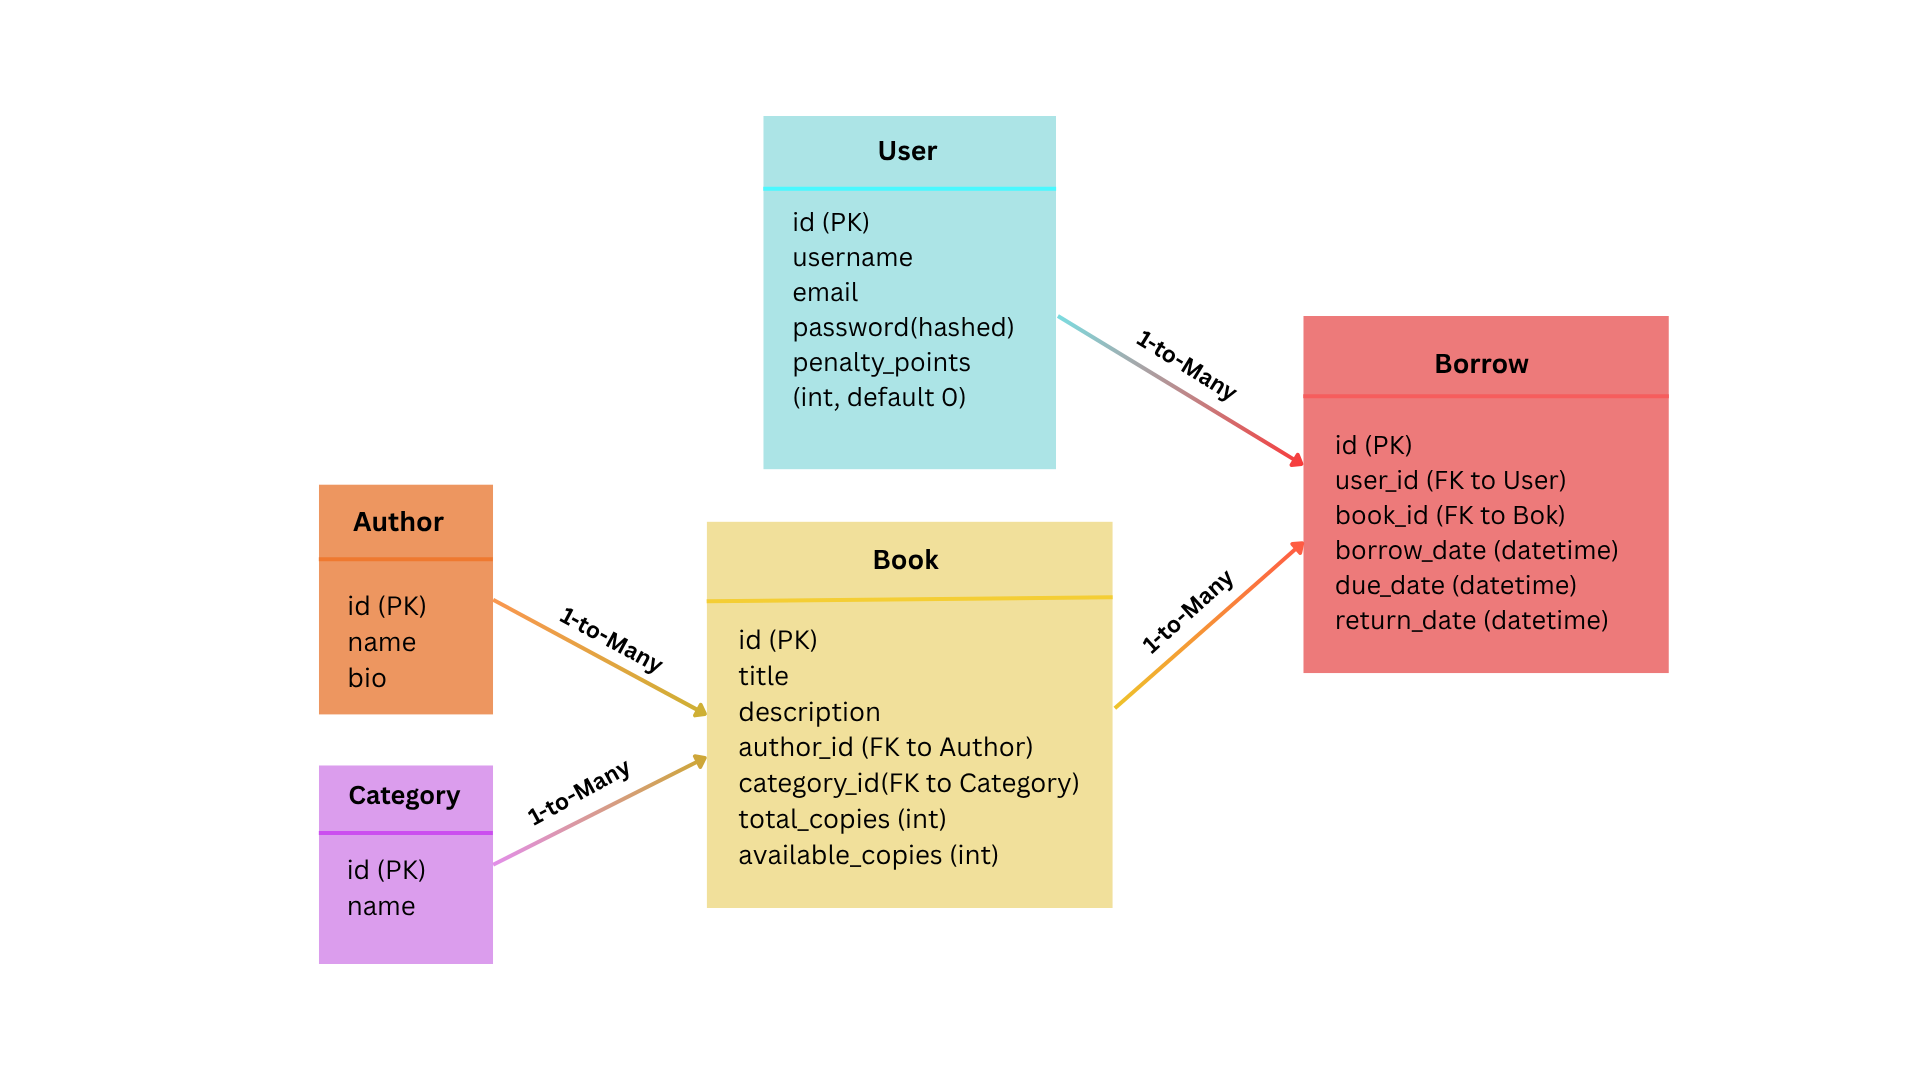 User
id (PK)
username
email
password(hashed)
penalty_points
(int, default 0)
1-to-Many
Borrow
id (PK)
user_id (FK to User)
book_id (FK to Bok)
borrow_date (datetime)
due_date (datetime)
return_date (datetime)
Author
id (PK)
name
bio
1-to-Many
Book
id (PK)
title
description
author_id (FK to Author)
category_id(FK to Category)
total_copies (int)
available_copies (int)
1-to-Many
Category
id (PK)
name
1-to-Many